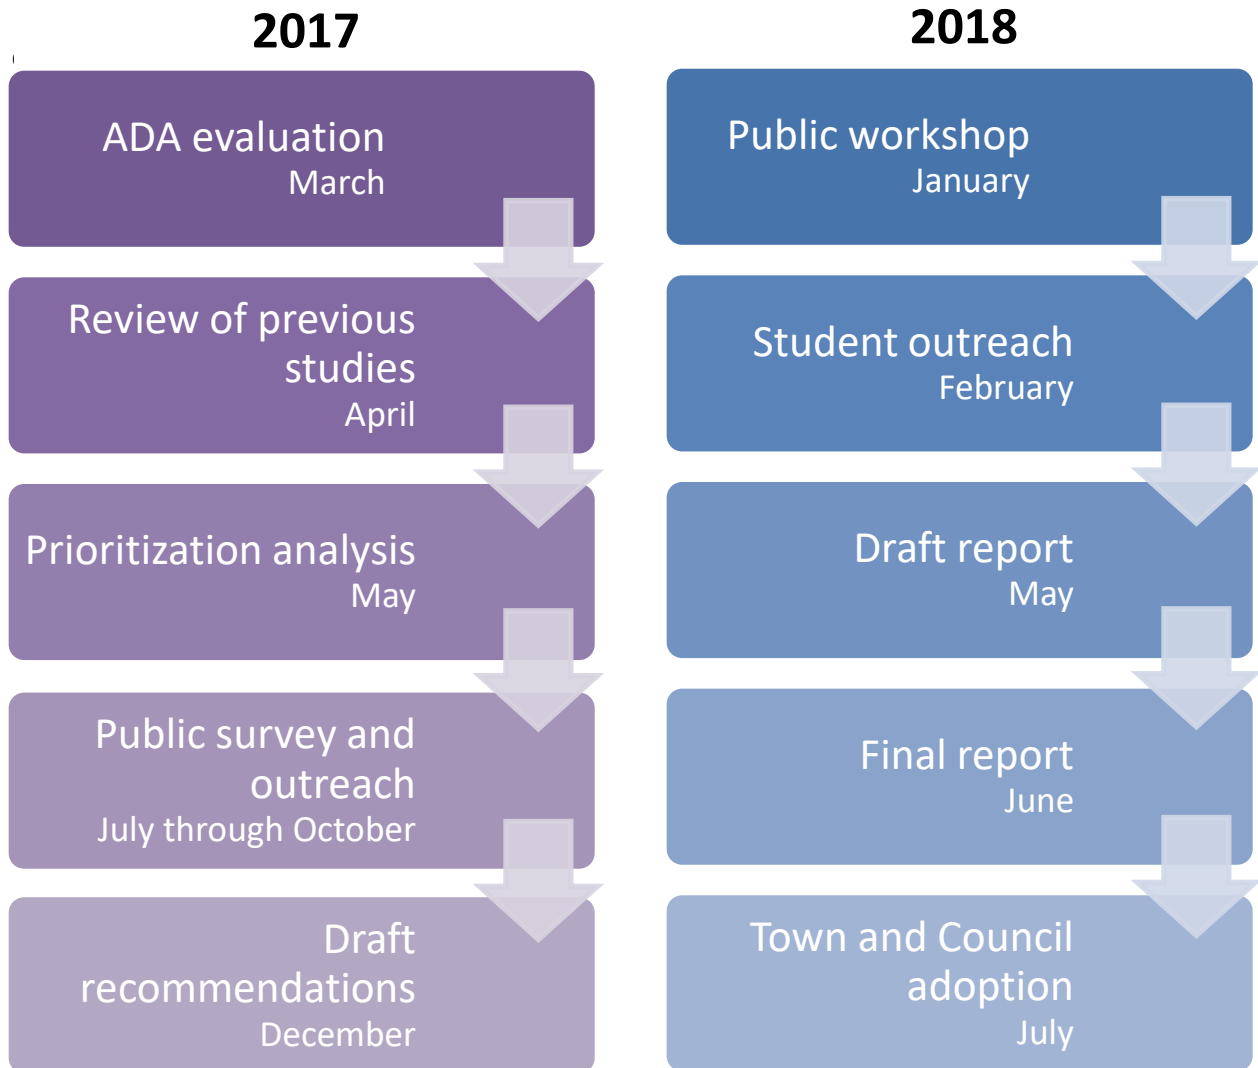 2017
ADA evaluation
March
Review of previous
studies
April
Prioritization analysis
May
Public survey and
outreach
July through October
Draft
recommendations
December
2018
Public workshop
January
Student outreach
February
Draft report
May
Final report
June
Town and Council
adoption
July